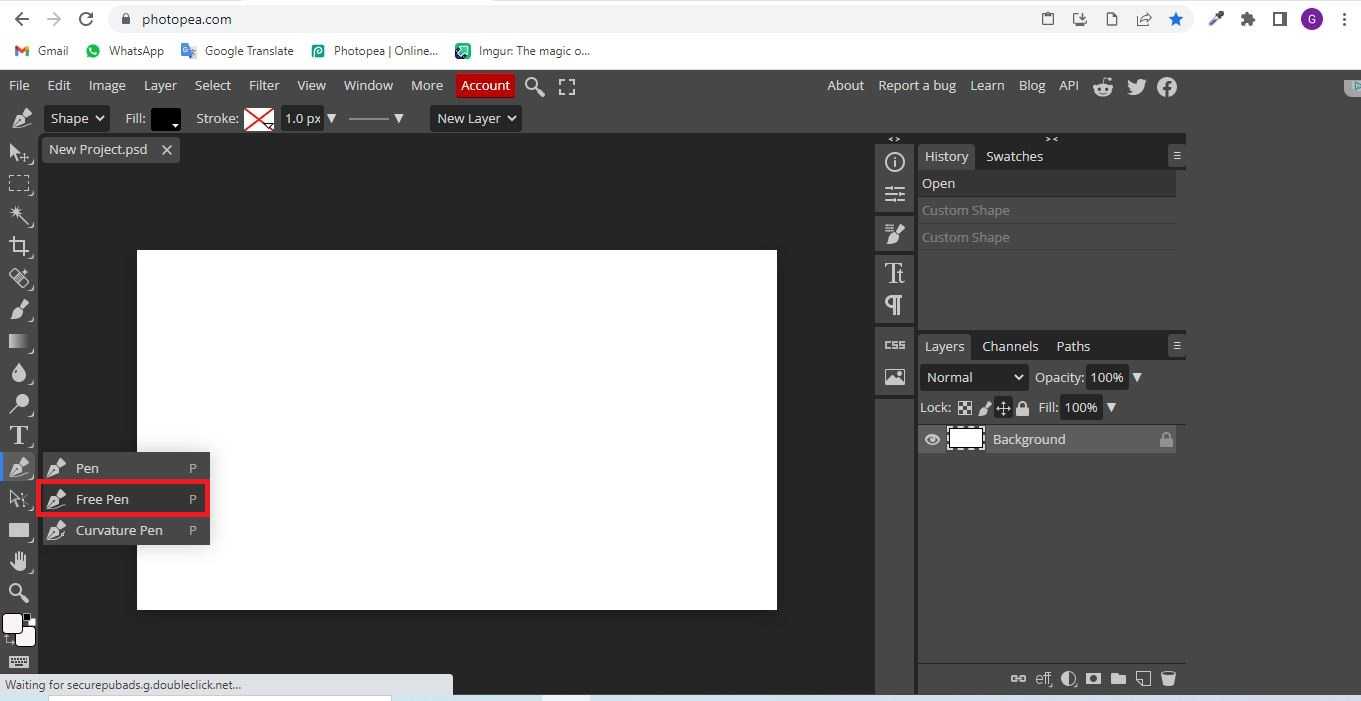 photopea.com
G
Gmail WhatsApp Google Translate Photopea | Online... Imgur: The magic o...
File Edit Image Layer Select Filter View Window More Account About Report a bug Learn Blog API
Shape Fill: Stroke: 1.0 px New Layer
New Project.psd
< > > <
History Swatches
Open
Custom Shape
Custom Shape
CSS
Layers Channels Paths
Normal Opacity: 100%
Lock: Fill: 100%
Background
Pen P
Free Pen P
Curvature Pen P
eff
Waiting for securepubads.g.doubleclick.net...